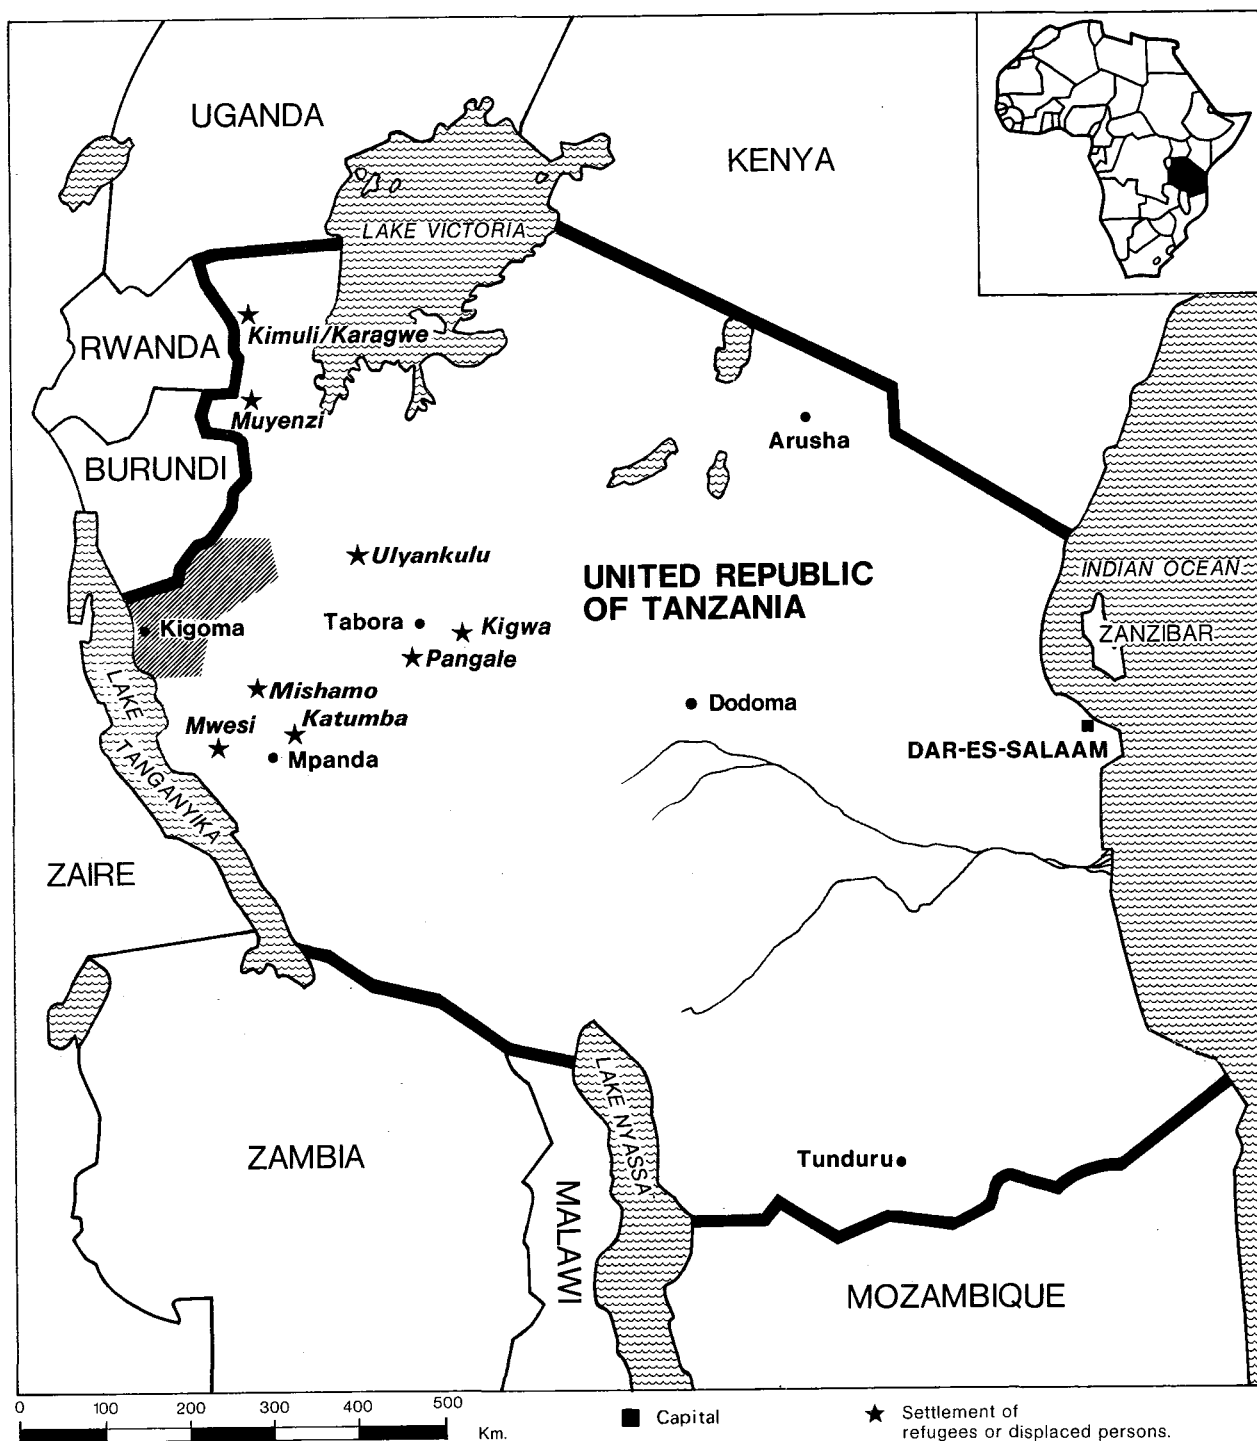 UGANDA
KENYA
LAKE VICTORIA
Kimuli/Karagwe
RWANDA
Muyenzi
Arusha
BURUNDI
Ulyankulu
UNITED REPUBLIC
OF TANZANIA
INDIAN OCEAN
Kigoma
Tabora
Kigwa
ZANZIBAR
Pangale
LAKE TANGANYIKA
Mishamo
Mwesi
Katumba
Dodoma
Mpanda
DAR-ES-SALAAM
ZAIRE
LAKE NYASSA
ZAMBIA
Tunduru
MALAWI
MOZAMBIQUE
0 100 200 300 400 500
Km.
Capital
Settlement of
refugees or displaced persons.